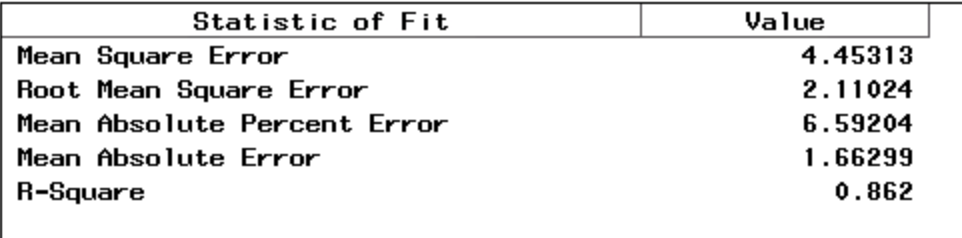 Statistic of Fit Value
Mean Square Error 4.45313
Root Mean Square Error 2.11024
Mean Absolute Percent Error 6.59204
Mean Absolute Error 1.66299
R-Square 0.862